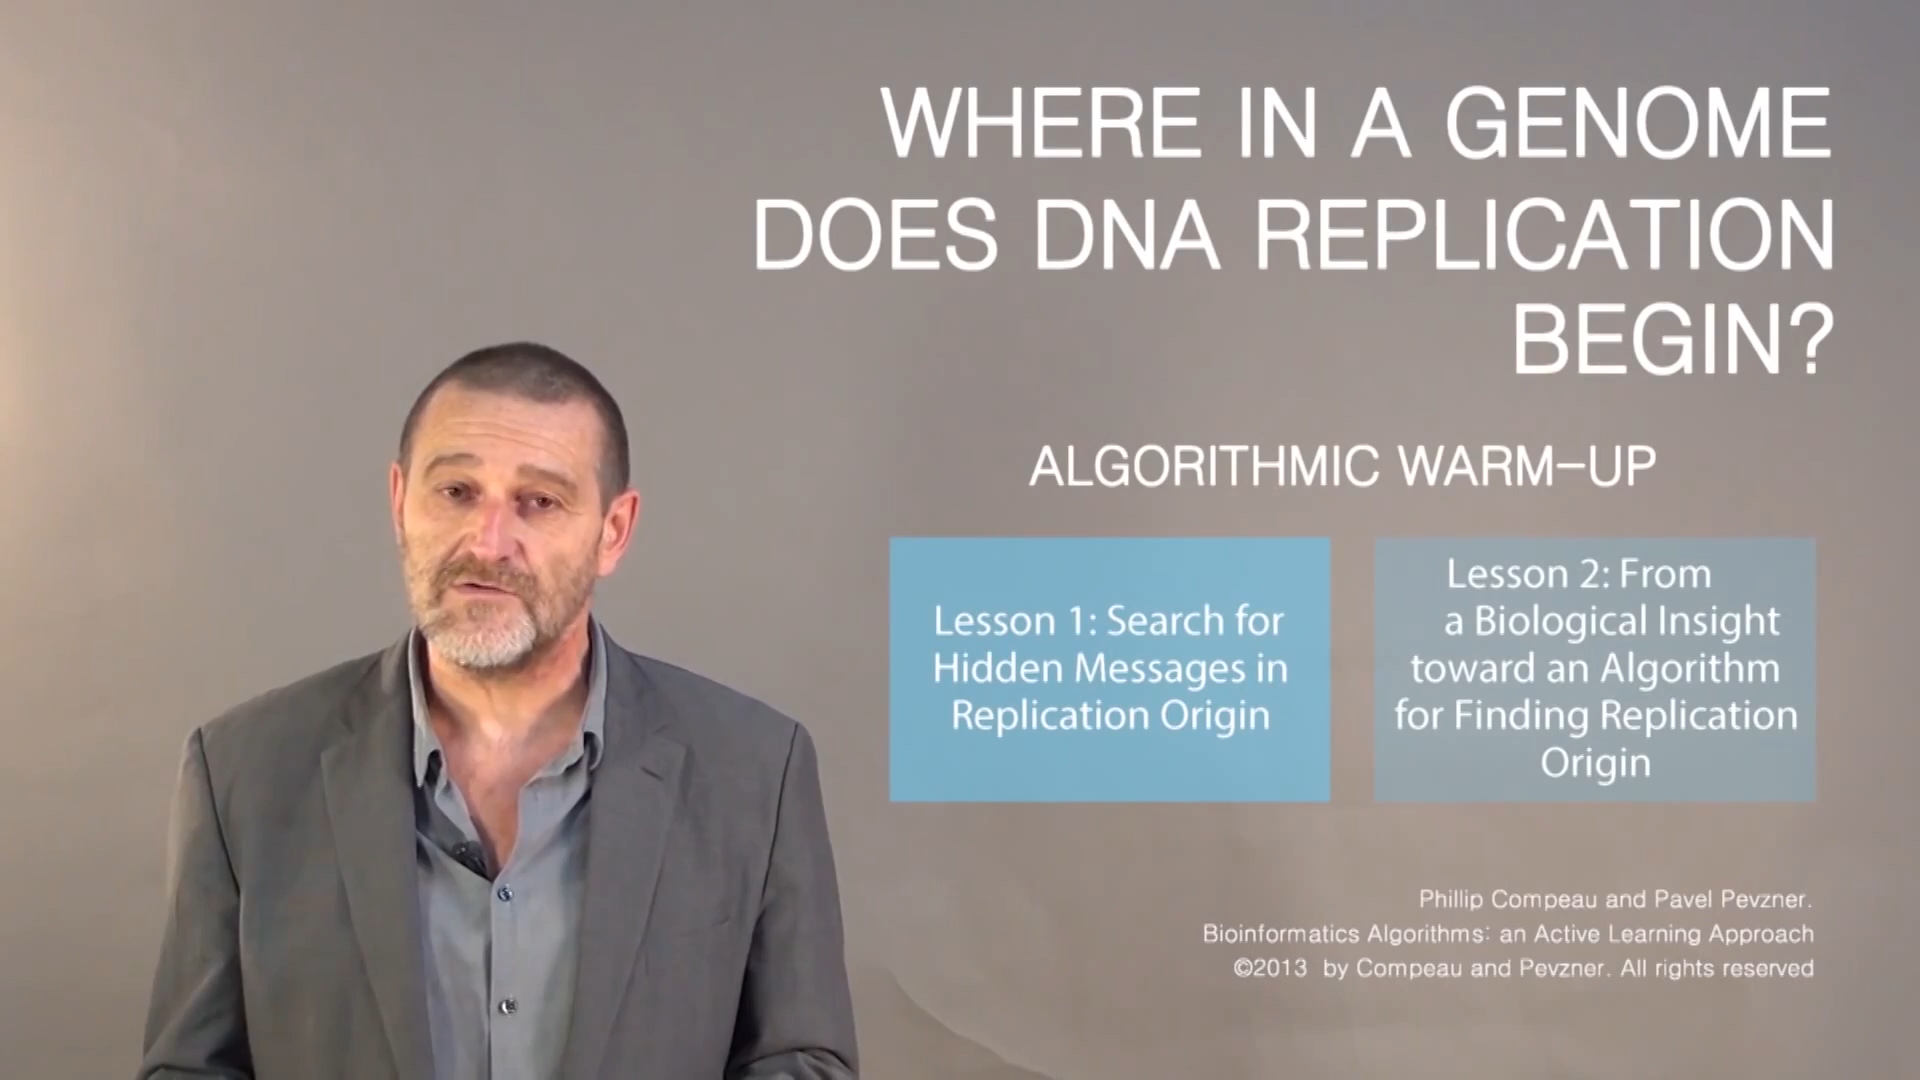 WHERE IN A GENOME
DOES DNA REPLICATION
BEGIN?
ALGORITHMIC WARM-UP
Lesson 1: Search for
Hidden Messages in
Replication Origin
Lesson 2: From
a Biological Insight
toward an Algorithm
for Finding Replication
Origin
Phillip Compeau and Pavel Pevzner.
Bioinformatics Algorithms: an Active Learning Approach
©2013 by Compeau and Pevzner. All rights reserved